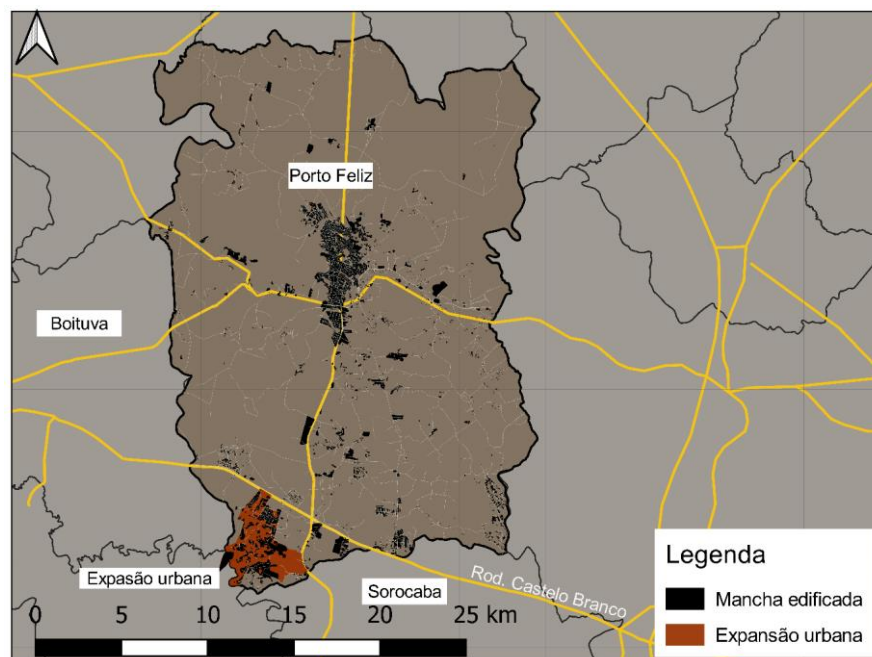 Porto Feliz
Boituva
Expasão urbana
Sorocaba
Rod. Castelo Branco
0 5 10 15 20 25 km
Legenda
Mancha edificada
Expansão urbana